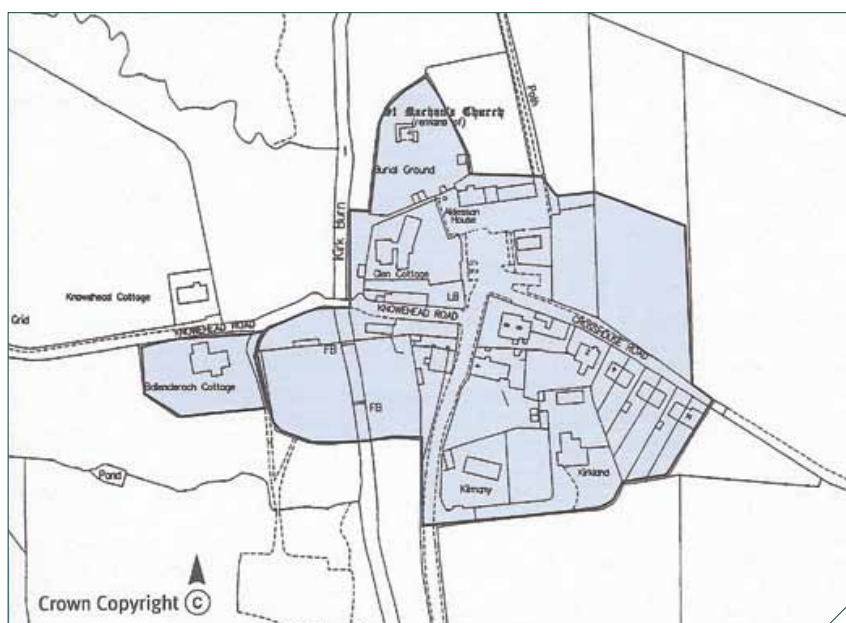 St Machan's Church
(remains of)
Path
Burial Ground
Kirk Burn
Alderson
House
Glen Cottage
Knowehead Cottage
LB
KNOWEHEAD ROAD
Grid
KNOWEHEAD ROAD
CROSSHOUSE ROAD
FB
Ballenderoch Cottage
FB
Pond
Kilmany
Kirkland
Crown Copyright ©